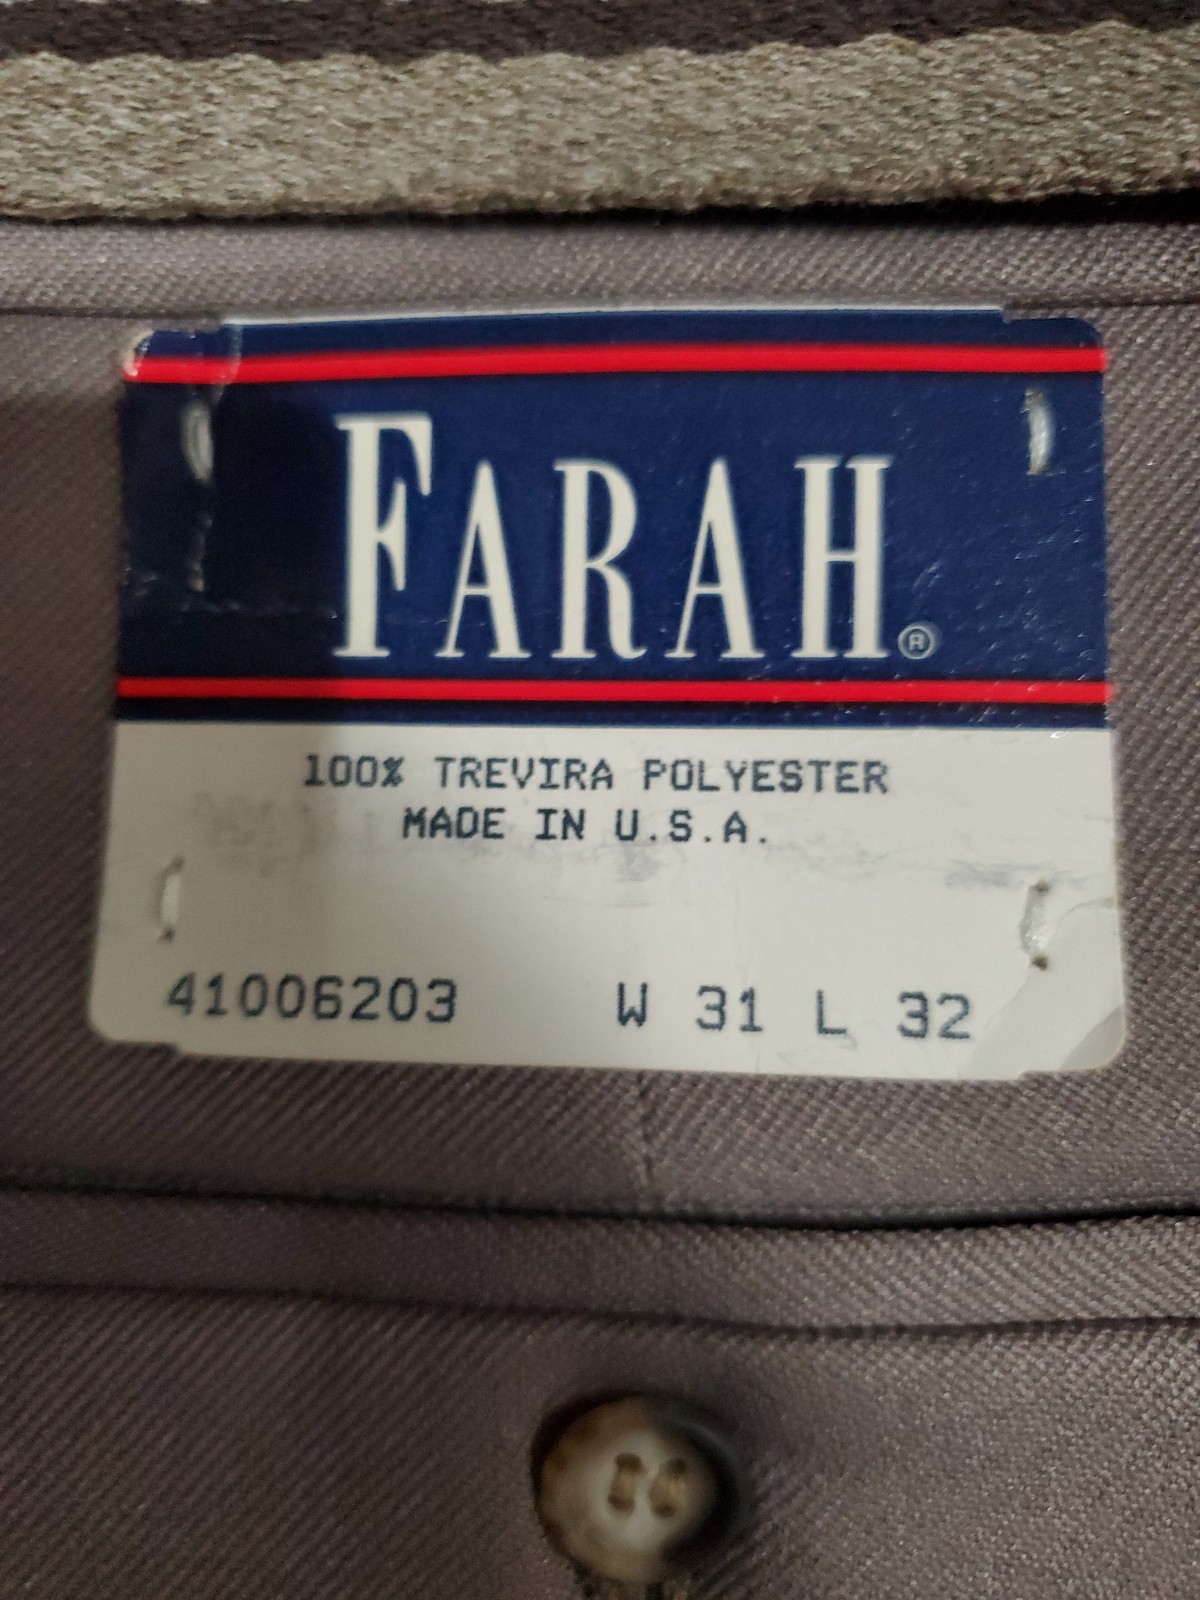 FARAH®
100% TREVIRA POLYESTER
MADE IN U.S.A.
41006203 W 31 L 32